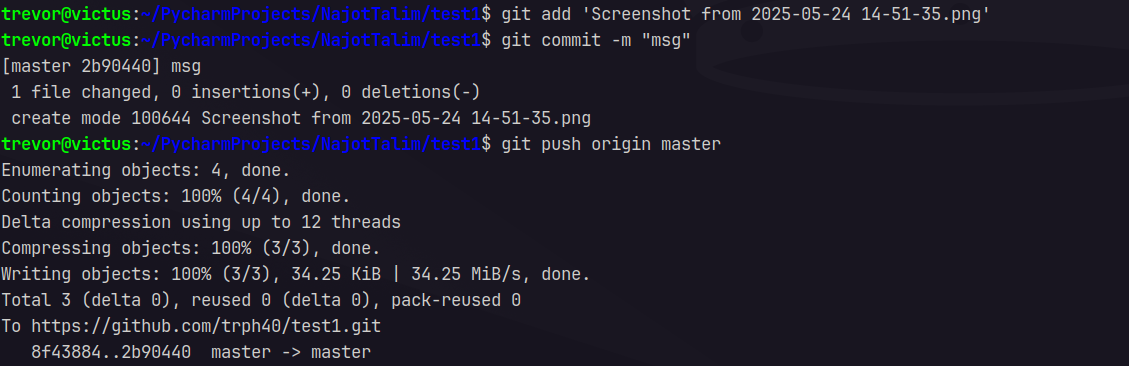 trevor@victus:~/PycharmProjects/NajotTalim/test1$ git add 'Screenshot from 2025-05-24 14-51-35.png'
trevor@victus:~/PycharmProjects/NajotTalim/test1$ git commit -m "msg"
[master 2b90440] msg
 1 file changed, 0 insertions(+), 0 deletions(-)
 create mode 100644 Screenshot from 2025-05-24 14-51-35.png
trevor@victus:~/PycharmProjects/NajotTalim/test1$ git push origin master
Enumerating objects: 4, done.
Counting objects: 100% (4/4), done.
Delta compression using up to 12 threads
Compressing objects: 100% (3/3), done.
Writing objects: 100% (3/3), 34.25 KiB | 34.25 MiB/s, done.
Total 3 (delta 0), reused 0 (delta 0), pack-reused 0
To https://github.com/trph40/test1.git
   8f43884..2b90440  master -> master